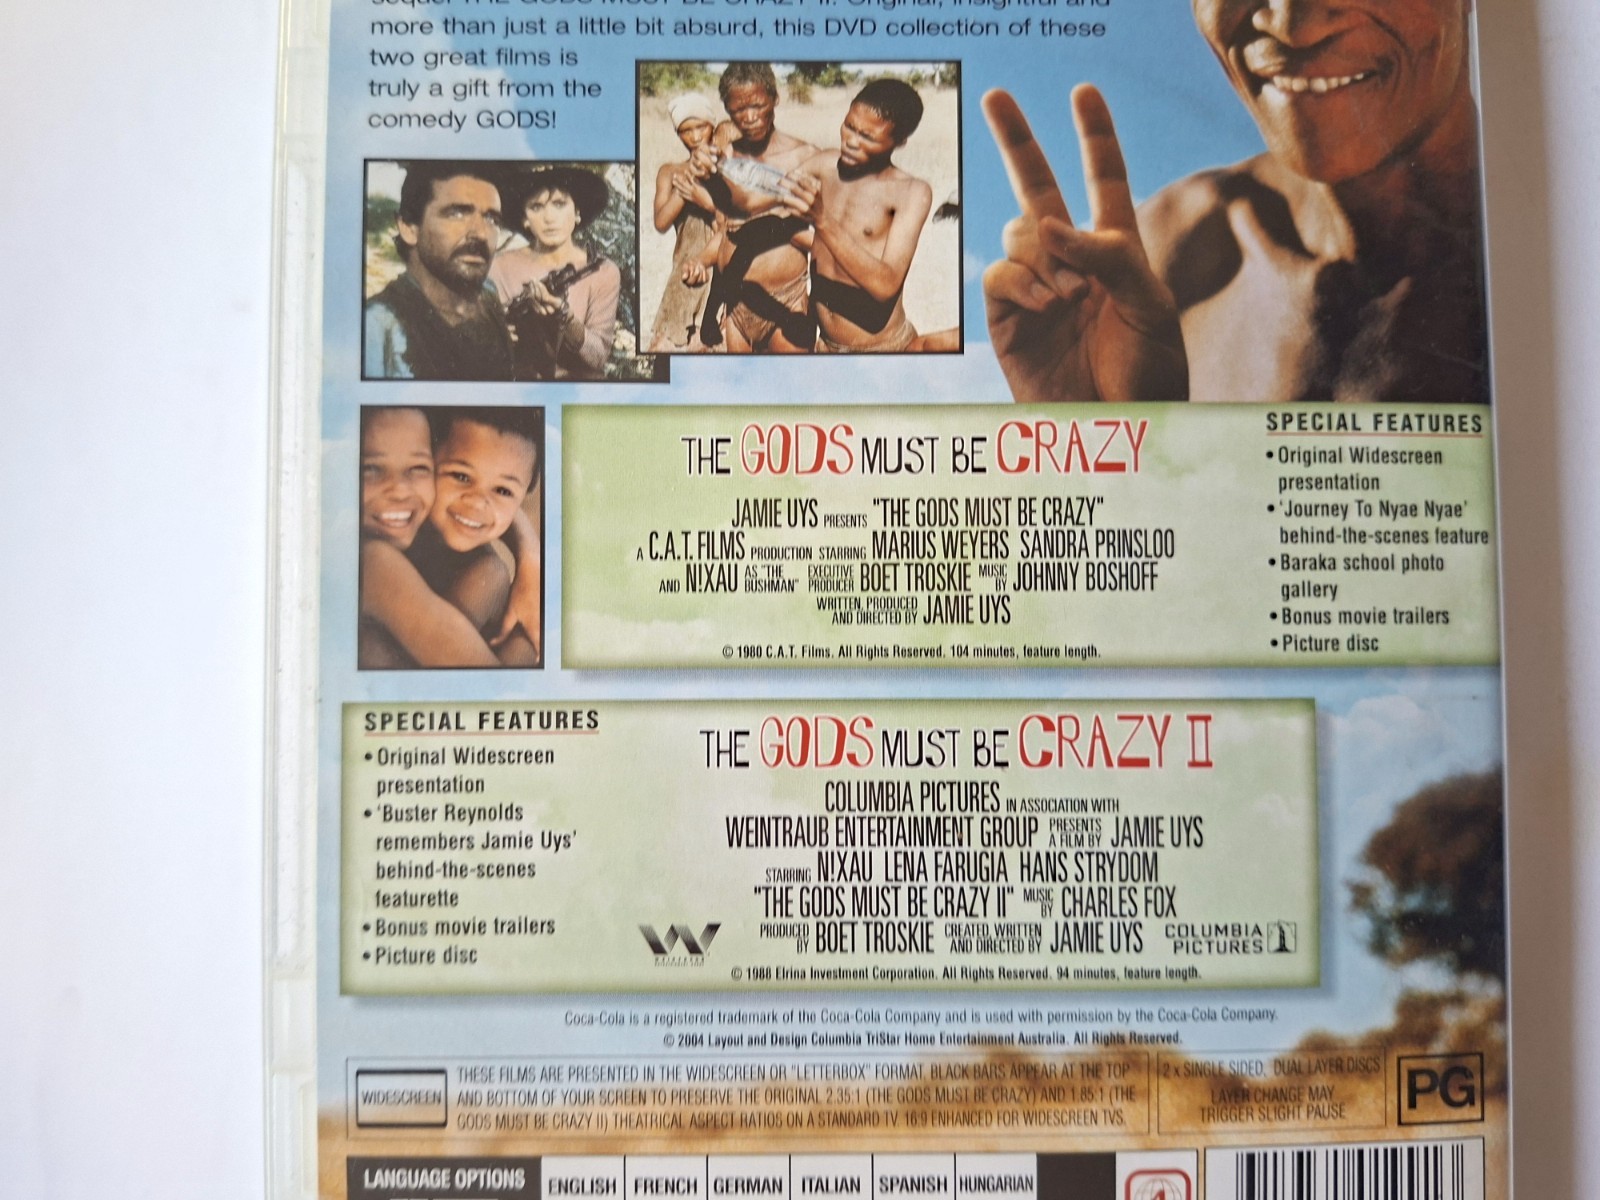 sequel THE GODS MUST BE CRAZY II. Original, insightful and
more than just a little bit absurd, this DVD collection of these
two great films is
truly a gift from the
comedy GODS!
THE GODS MUST BE CRAZY
JAMIE UYS PRESENTS "THE GODS MUST BE CRAZY"
A C.A.T. FILMS PRODUCTION STARRING MARIUS WEYERS SANDRA PRINSLOO
AND N!XAU AS "THE BUSHMAN" EXECUTIVE PRODUCER BOET TROSKIE MUSIC BY JOHNNY BOSHOFF
WRITTEN, PRODUCED AND DIRECTED BY JAMIE UYS
© 1980 C.A.T. Films. All Rights Reserved. 104 minutes, feature length.
SPECIAL FEATURES
• Original Widescreen
presentation
• 'Journey To Nyae Nyae'
behind-the-scenes feature
• Baraka school photo
gallery
• Bonus movie trailers
• Picture disc
SPECIAL FEATURES
• Original Widescreen
presentation
• 'Buster Reynolds
remembers Jamie Uys'
behind-the-scenes
featurette
• Bonus movie trailers
• Picture disc
THE GODS MUST BE CRAZY II
COLUMBIA PICTURES IN ASSOCIATION WITH
WEINTRAUB ENTERTAINMENT GROUP PRESENTS A FILM BY JAMIE UYS
STARRING N!XAU LENA FARUGIA HANS STRYDOM
"THE GODS MUST BE CRAZY II" MUSIC BY CHARLES FOX
PRODUCED BY BOET TROSKIE CREATED, WRITTEN AND DIRECTED BY JAMIE UYS
COLUMBIA
PICTURES
© 1988 Elrina Investment Corporation. All Rights Reserved. 94 minutes, feature length.
Coca-Cola is a registered trademark of the Coca-Cola Company and is used with permission by the Coca-Cola Company.
© 2004 Layout and Design Columbia TriStar Home Entertainment Australia. All Rights Reserved.
WIDESCREEN
THESE FILMS ARE PRESENTED IN THE WIDESCREEN OR "LETTERBOX" FORMAT. BLACK BARS APPEAR AT THE TOP
AND BOTTOM OF YOUR SCREEN TO PRESERVE THE ORIGINAL 2.35:1 (THE GODS MUST BE CRAZY) AND 1.85:1 (THE
GODS MUST BE CRAZY II) THEATRICAL ASPECT RATIOS ON A STANDARD TV. 16:9 ENHANCED FOR WIDESCREEN TVS.
2 x SINGLE SIDED, DUAL LAYER DISCS
LAYER CHANGE MAY
TRIGGER SLIGHT PAUSE
PG
LANGUAGE OPTIONS ENGLISH FRENCH GERMAN ITALIAN SPANISH HUNGARIAN
4